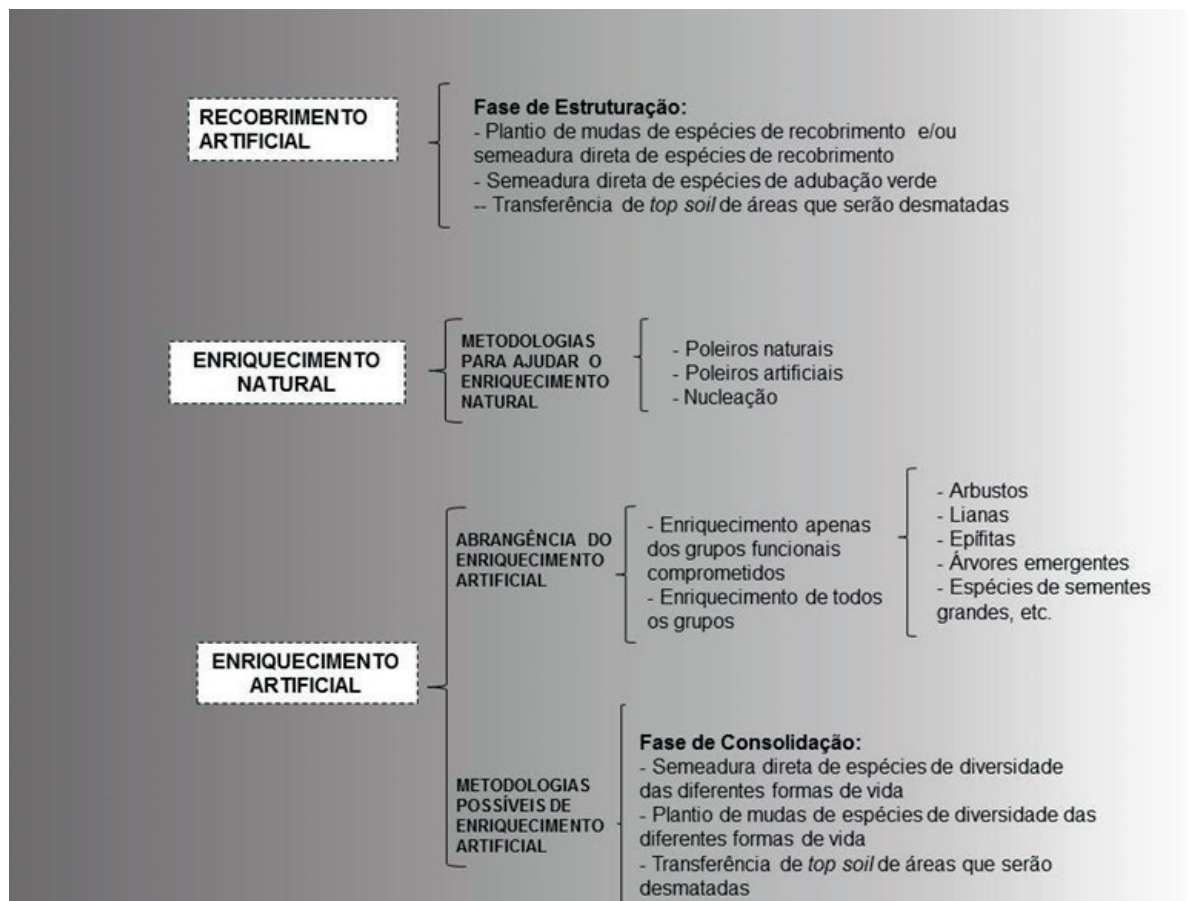 RECOBRIMENTO
ARTIFICIAL
Fase de Estruturação:
- Plantio de mudas de espécies de recobrimento e/ou
semeadura direta de espécies de recobrimento
- Semeadura direta de espécies de adubação verde
-- Transferência de top soil de áreas que serão desmatadas
ENRIQUECIMENTO
NATURAL
METODOLOGIAS
PARA AJUDAR O
ENRIQUECIMENTO
NATURAL
- Poleiros naturais
- Poleiros artificiais
- Nucleação
ENRIQUECIMENTO
ARTIFICIAL
ABRANGÊNCIA DO
ENRIQUECIMENTO
ARTIFICIAL
- Enriquecimento apenas
dos grupos funcionais
comprometidos
- Enriquecimento de todos
os grupos
- Arbustos
- Lianas
- Epífitas
- Árvores emergentes
- Espécies de sementes
grandes, etc.
METODOLOGIAS
POSSÍVEIS DE
ENRIQUECIMENTO
ARTIFICIAL
Fase de Consolidação:
- Semeadura direta de espécies de diversidade
das diferentes formas de vida
- Plantio de mudas de espécies de diversidade das
diferentes formas de vida
- Transferência de top soil de áreas que serão
desmatadas